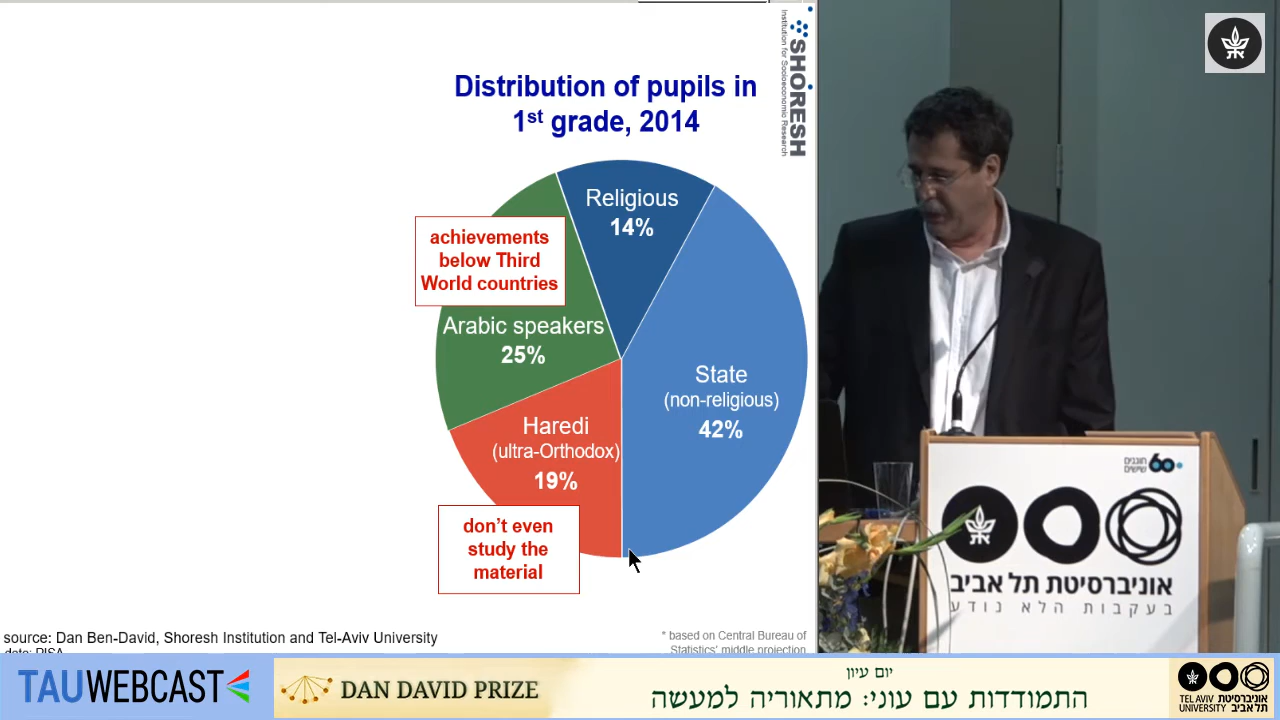 Distribution of pupils in
1st grade, 2014
SHORESH
Institution for Socioeconomic Research
Religious
14%
achievements
below Third
World countries
Arabic speakers
25%
State
(non-religious)
42%
Haredi
(ultra-Orthodox)
19%
don't even
study the
material
source: Dan Ben-David, Shoresh Institution and Tel-Aviv University
data: PISA
* based on Central Bureau of
Statistics' middle projection
חוגגים
שישים
60
אוניברסיטת תל אביב
בעקבות הלא נודע
TAUWEBCAST
DAN DAVID PRIZE
יום עיון
התמודדות עם עוני: מתאוריה למעשה
TEL AVIV אוניברסיטת
UNIVERSITY תל אביב